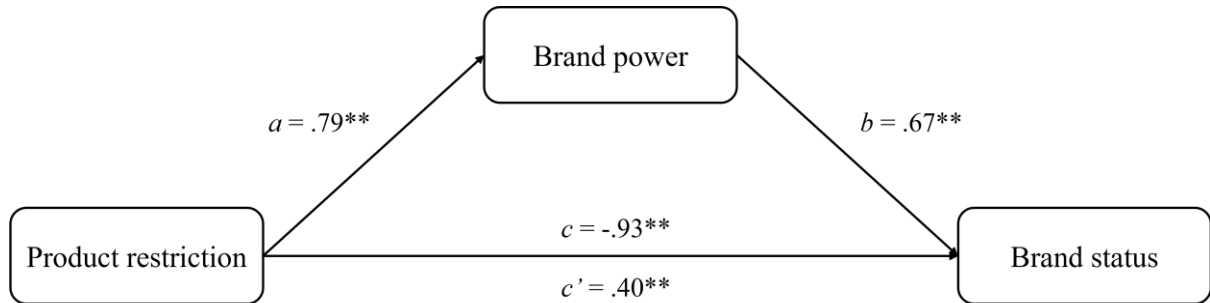 Brand power
a = .79**
b = .67**
Product restriction
c = -.93**
Brand status
c’ = .40**